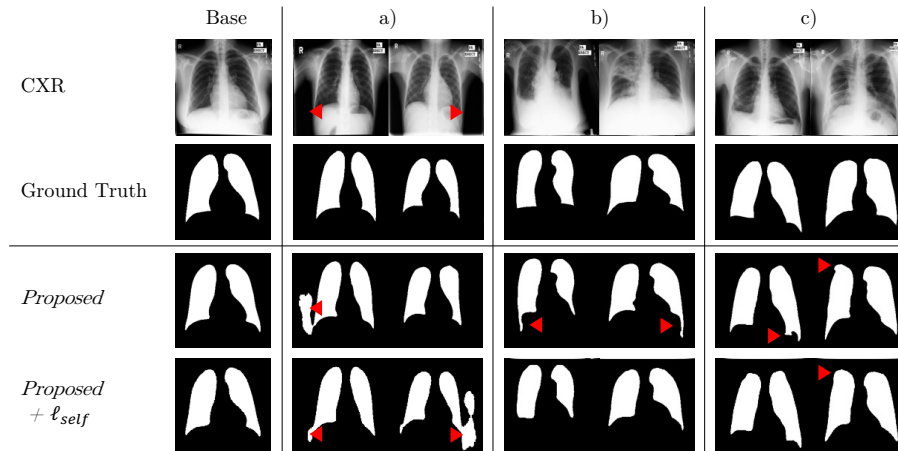 Base a) b) c)
CXR
Ground Truth
Proposed
Proposed
+ ℓself